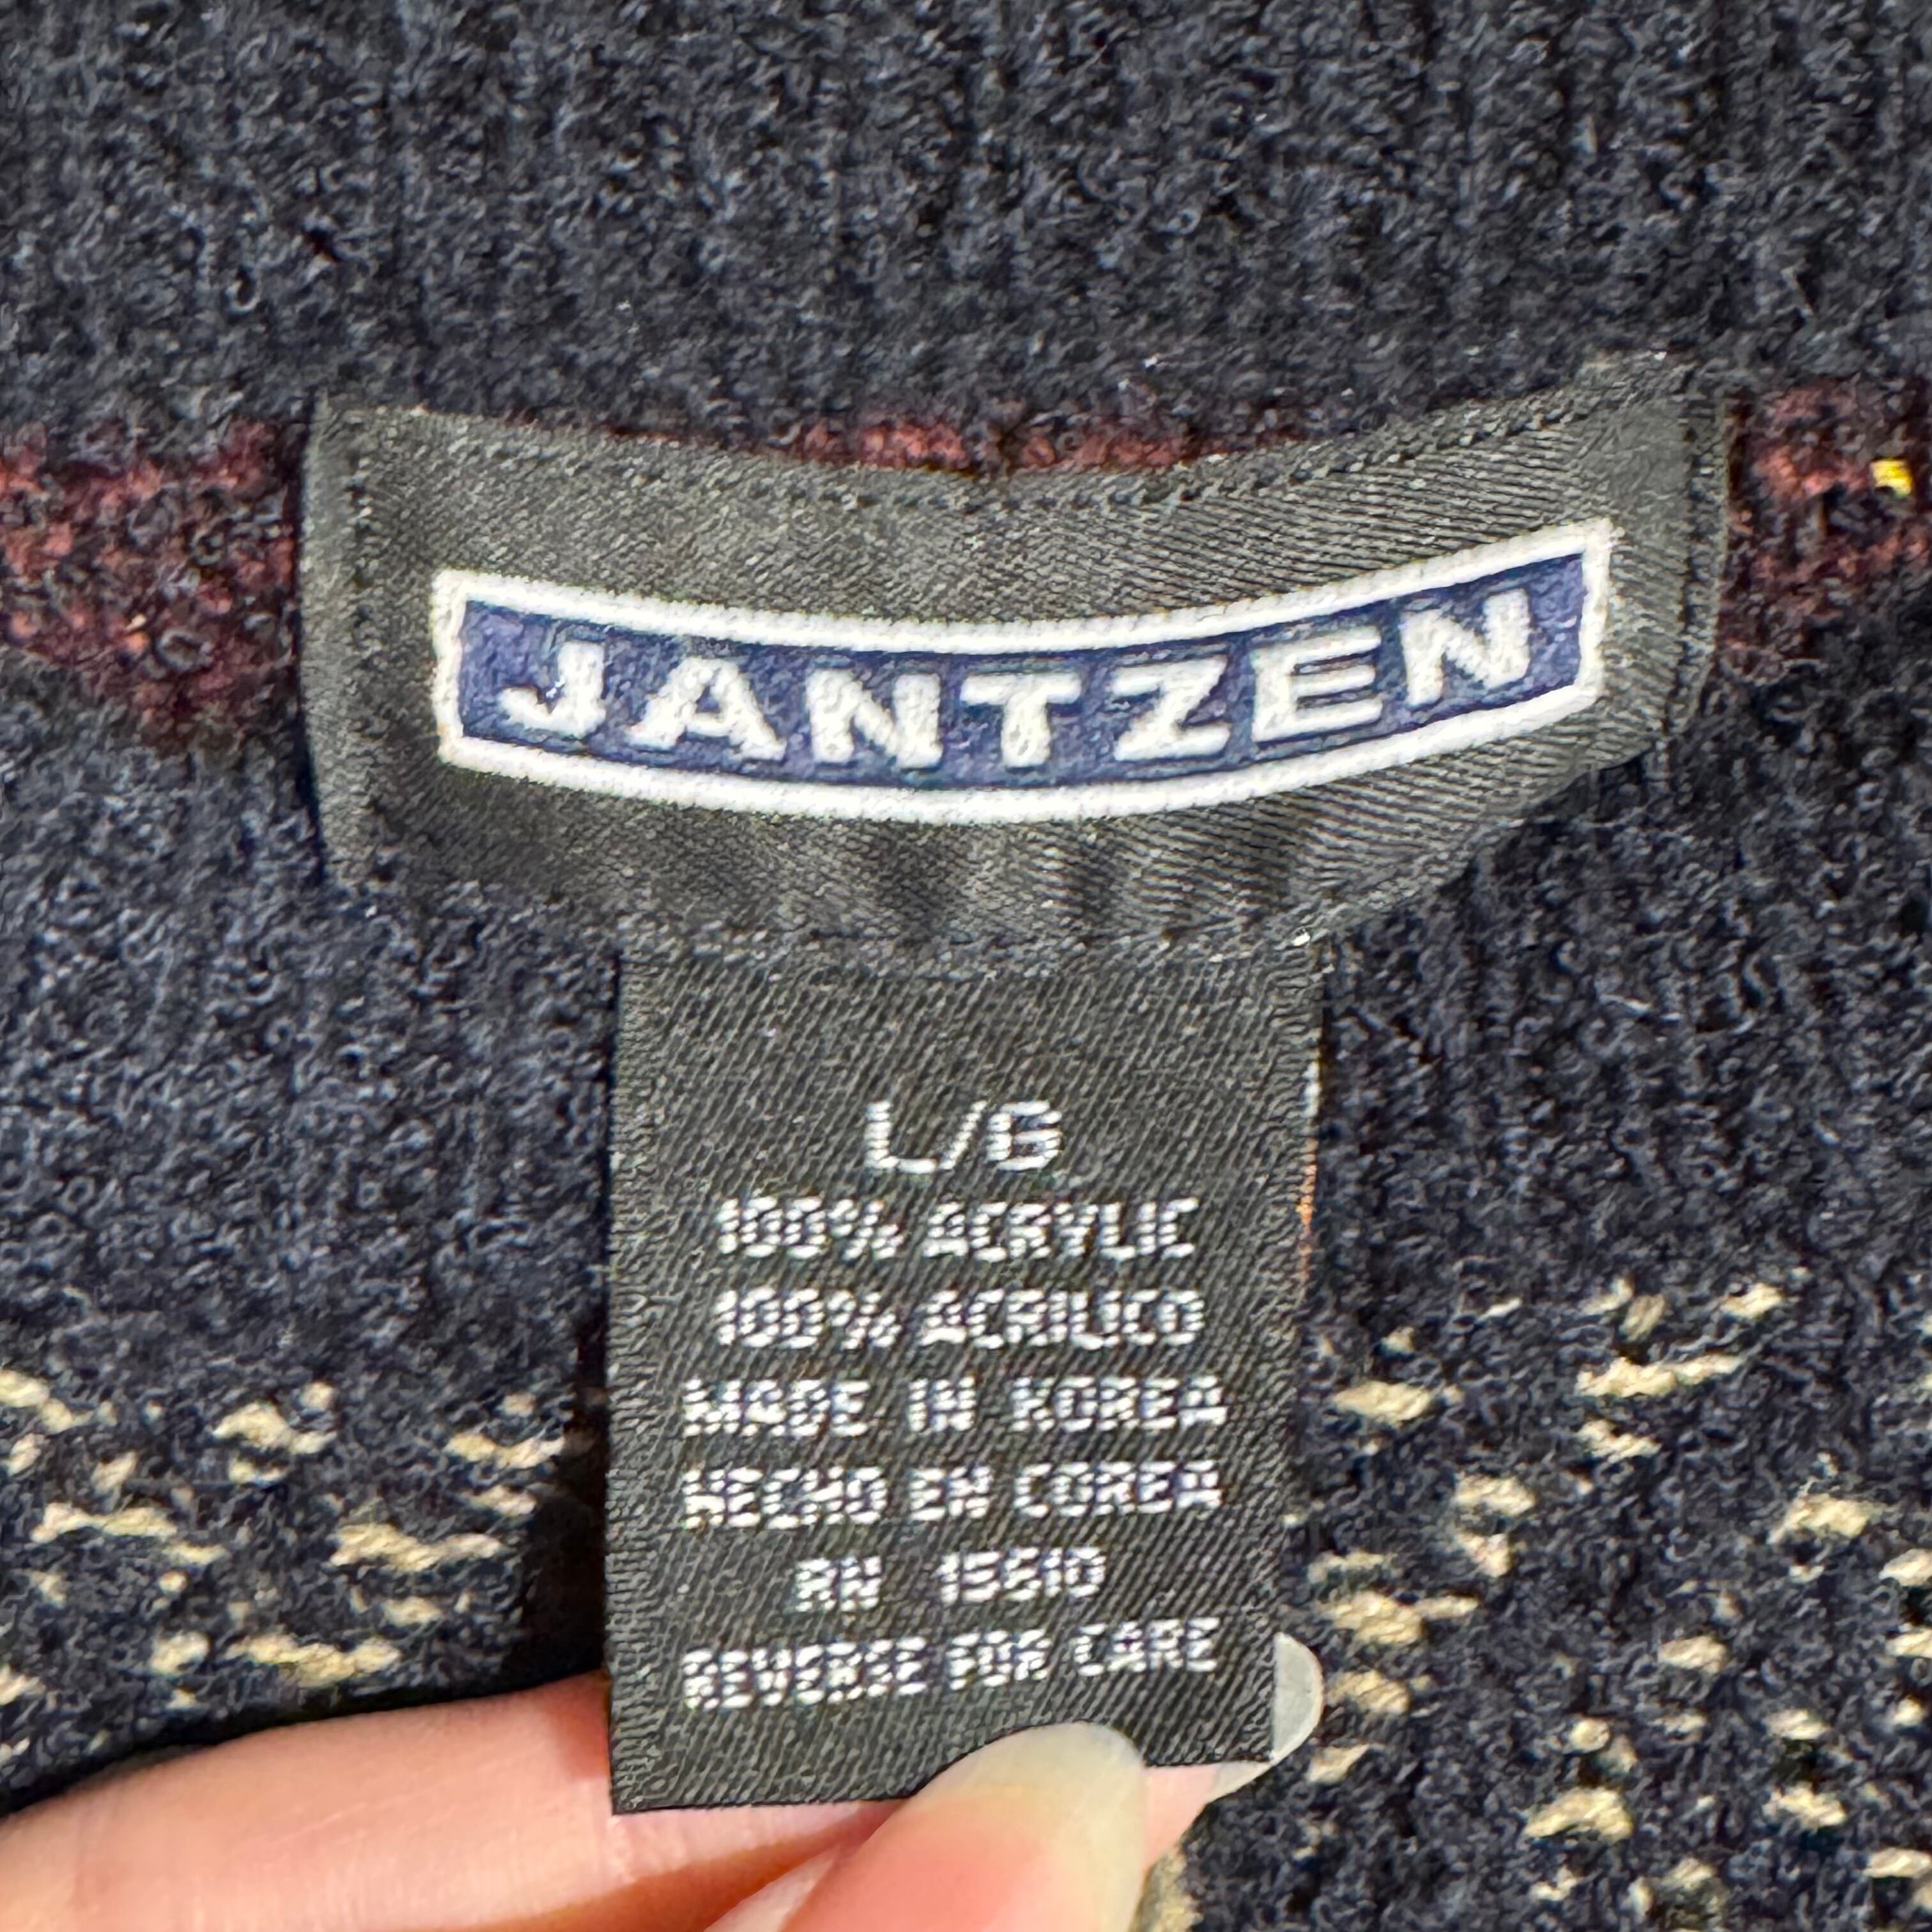 JANTZEN
L/G
100% ACRYLIC
100% ACRILICO
MADE IN KOREA
HECHO EN COREA
RN 15610
REVERSE FOR CARE